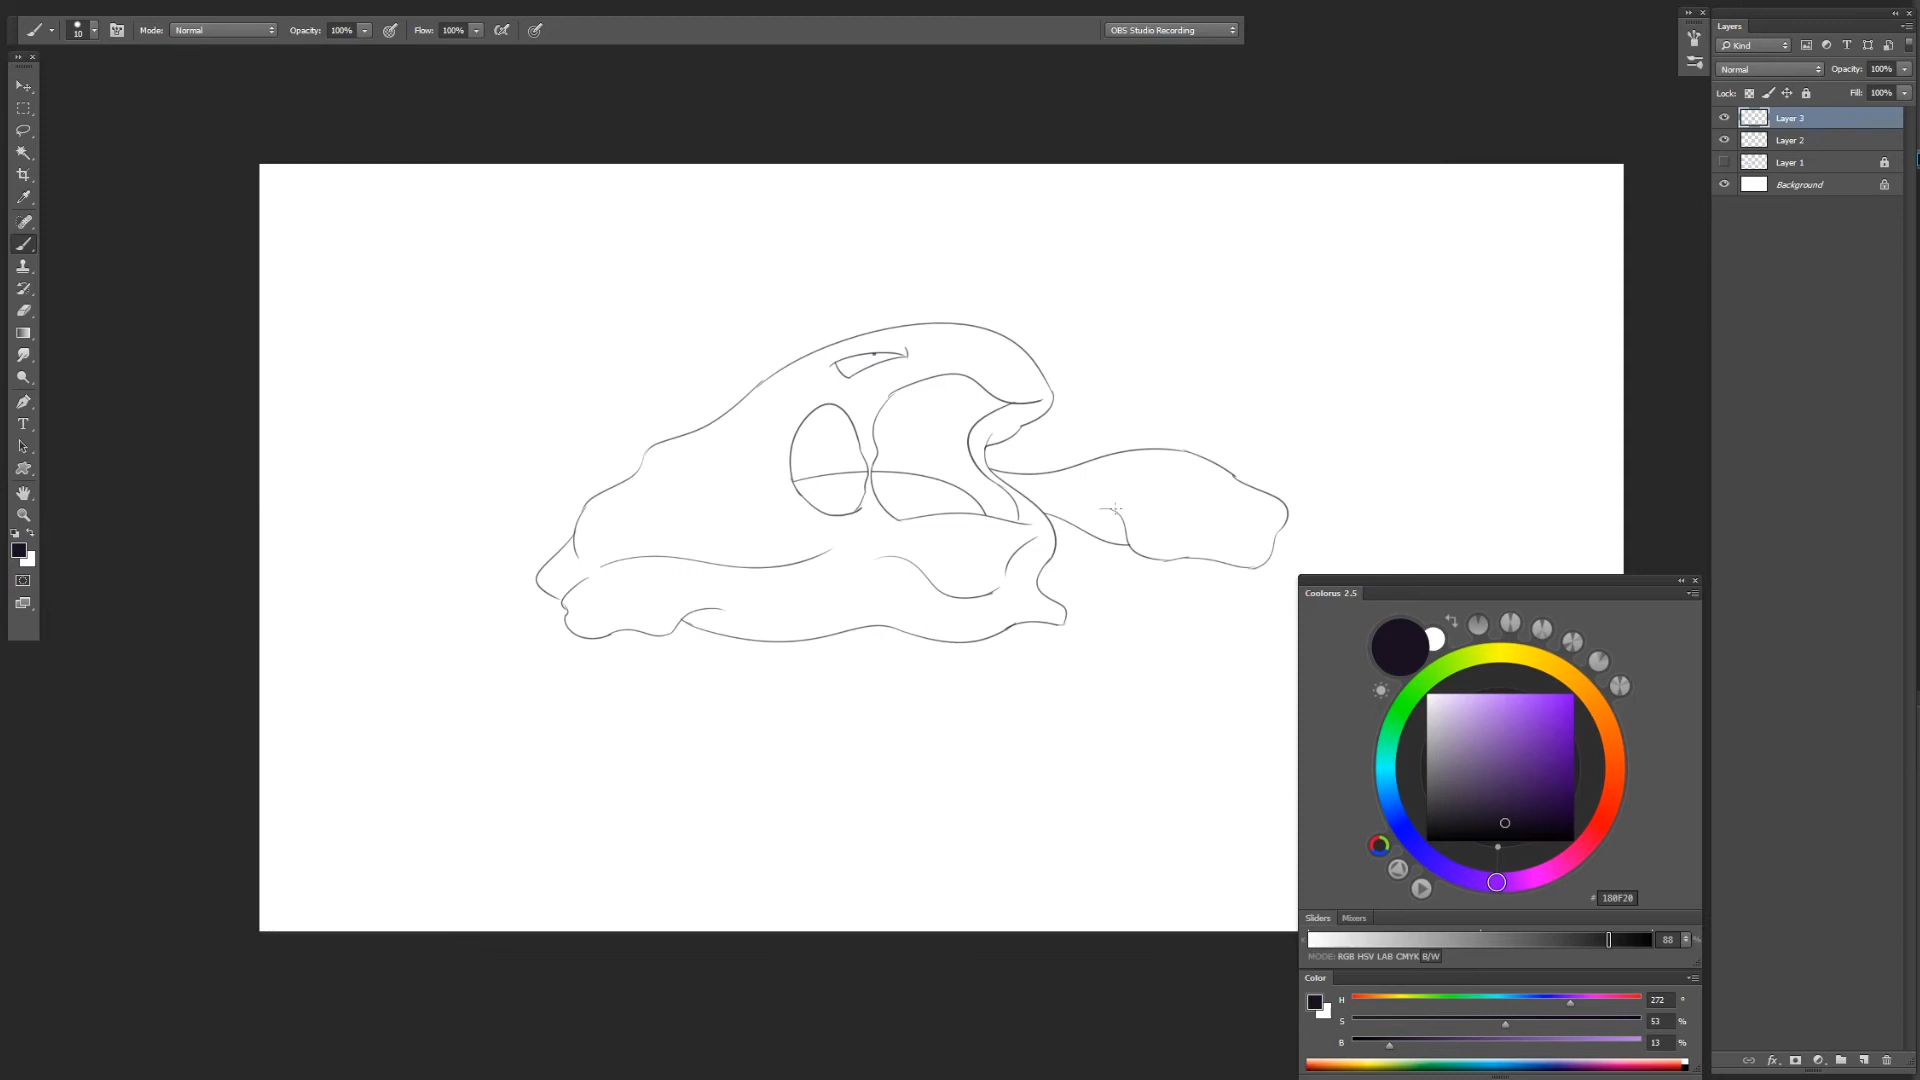 10
Mode: Normal
Opacity: 100%
Flow: 100%
OBS Studio Recording
Layers
Kind
Normal
Opacity: 100%
Lock:
Fill: 100%
Layer 3
Layer 2
Layer 1
Background
Coolorus 2.5
# 180F20
Sliders
Mixers
88 %
MODE: RGB HSV LAB CMYK B/W
Color
H 272 °
S 53 %
B 13 %